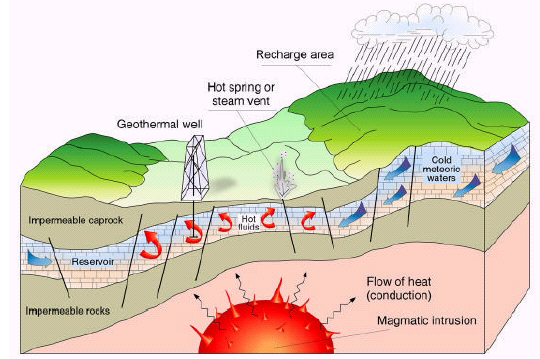 Recharge area
Hot spring or
steam vent
Geothermal well
Cold
meteoric
waters
Impermeable caprock
Hot
fluids
Reservoir
Flow of heat
(conduction)
Impermeable rocks
Magmatic intrusion